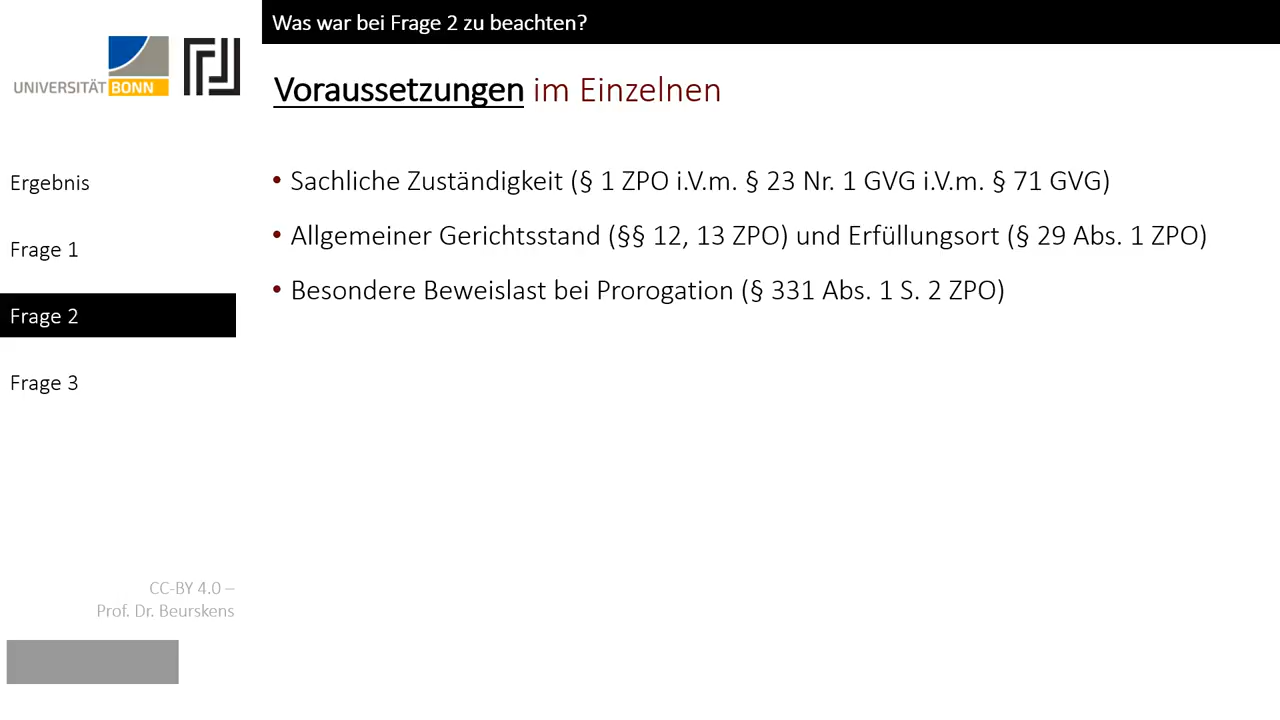 Was war bei Frage 2 zu beachten?
UNIVERSITÄT BONN
Voraussetzungen im Einzelnen
Ergebnis
Frage 1
Frage 2
Frage 3
• Sachliche Zuständigkeit (§ 1 ZPO i.V.m. § 23 Nr. 1 GVG i.V.m. § 71 GVG)
• Allgemeiner Gerichtsstand (§§ 12, 13 ZPO) und Erfüllungsort (§ 29 Abs. 1 ZPO)
• Besondere Beweislast bei Prorogation (§ 331 Abs. 1 S. 2 ZPO)
CC-BY 4.0 –
Prof. Dr. Beurskens